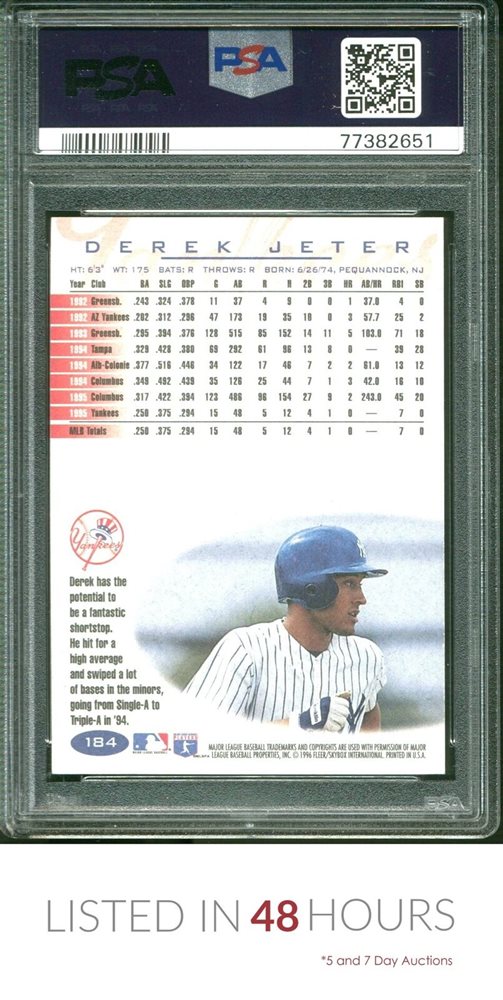 PSA PSA
77382651
DEREK JETER
HT: 6'3" WT: 175 BATS: R THROWS: R BORN: 6/26/74, PEQUANNOCK, NJ
Year Club BA SLG OBP G AB R H 2B 3B HR AB/HR RBI SB
1992 Greensb. .243 .324 .378 11 37 4 9 0 0 1 37.0 4 0
1992 AZ Yankees .202 .312 .296 47 173 19 35 10 0 3 57.7 25 2
1993 Greensb. .295 .394 .376 128 515 85 152 14 11 5 103.0 71 18
1994 Tampa .329 .428 .380 69 292 61 96 13 8 0 — 39 28
1994 Alb-Colonie .377 .516 .446 34 122 17 46 7 2 2 61.0 13 12
1994 Columbus .349 .492 .439 35 126 25 44 7 1 3 42.0 16 10
1995 Columbus .317 .422 .394 123 486 96 154 27 9 2 243.0 45 20
1995 Yankees .250 .375 .294 15 48 5 12 4 1 0 — 7 0
MLB Totals .250 .375 .294 15 48 5 12 4 1 0 — 7 0
Yankees
Derek has the
potential to
be a fantastic
shortstop.
He hit for a
high average
and swiped a lot
of bases in the minors,
going from Single-A to
Triple-A in '94.
184
MAJOR LEAGUE BASEBALL TRADEMARKS AND COPYRIGHTS ARE USED WITH PERMISSION OF MAJOR
LEAGUE BASEBALL PROPERTIES, INC. © 1996 FLEER/SKYBOX INTERNATIONAL. PRINTED IN U.S.A.
PSA
LISTED IN 48 HOURS
*5 and 7 Day Auctions